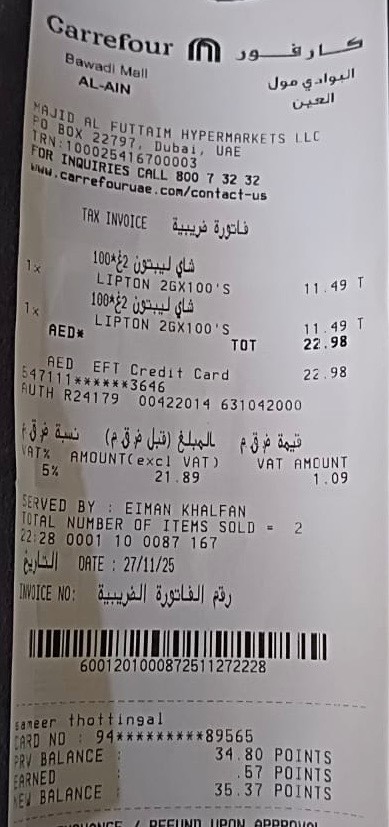 Carrefour كارفور
Bawadi Mall البوادي مول
AL-AIN العين
MAJID AL FUTTAIM HYPERMARKETS LLC
PO BOX 22797, Dubai, UAE
TRN:100025416700003
FOR INQUIRIES CALL 800 7 32 32
www.carrefouruae.com/contact-us
TAX INVOICE فاتورة ضريبية
شاي ليبتون 2غ*100
1x LIPTON 2GX100'S 11.49 T
شاي ليبتون 2غ*100
1x LIPTON 2GX100'S 11.49 T
AED* TOT 22.98
AED EFT Credit Card 22.98
547111******3646
AUTH R24179 00422014 631042000
نسبة ض ق م المبلغ (قبل ض ق م) قيمة ض ق م
VAT% AMOUNT(excl VAT) VAT AMOUNT
5% 21.89 1.09
SERVED BY : EIMAN KHALFAN
TOTAL NUMBER OF ITEMS SOLD = 2
22:28 0001 10 0087 167
التاريخ DATE : 27/11/25
INVOICE NO: رقم الفاتورة الضريبية
6001201000872511272228
sameer thottingal
CARD NO : 94*********89565
PRV BALANCE : 34.80 POINTS
EARNED : .57 POINTS
NEW BALANCE : 35.37 POINTS
/ REFUND UPON APPROVAL